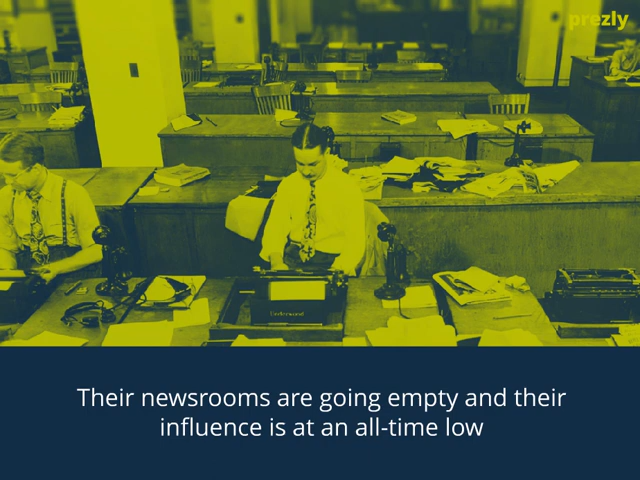 prezly
Underwood
Their newsrooms are going empty and their
influence is at an all-time low